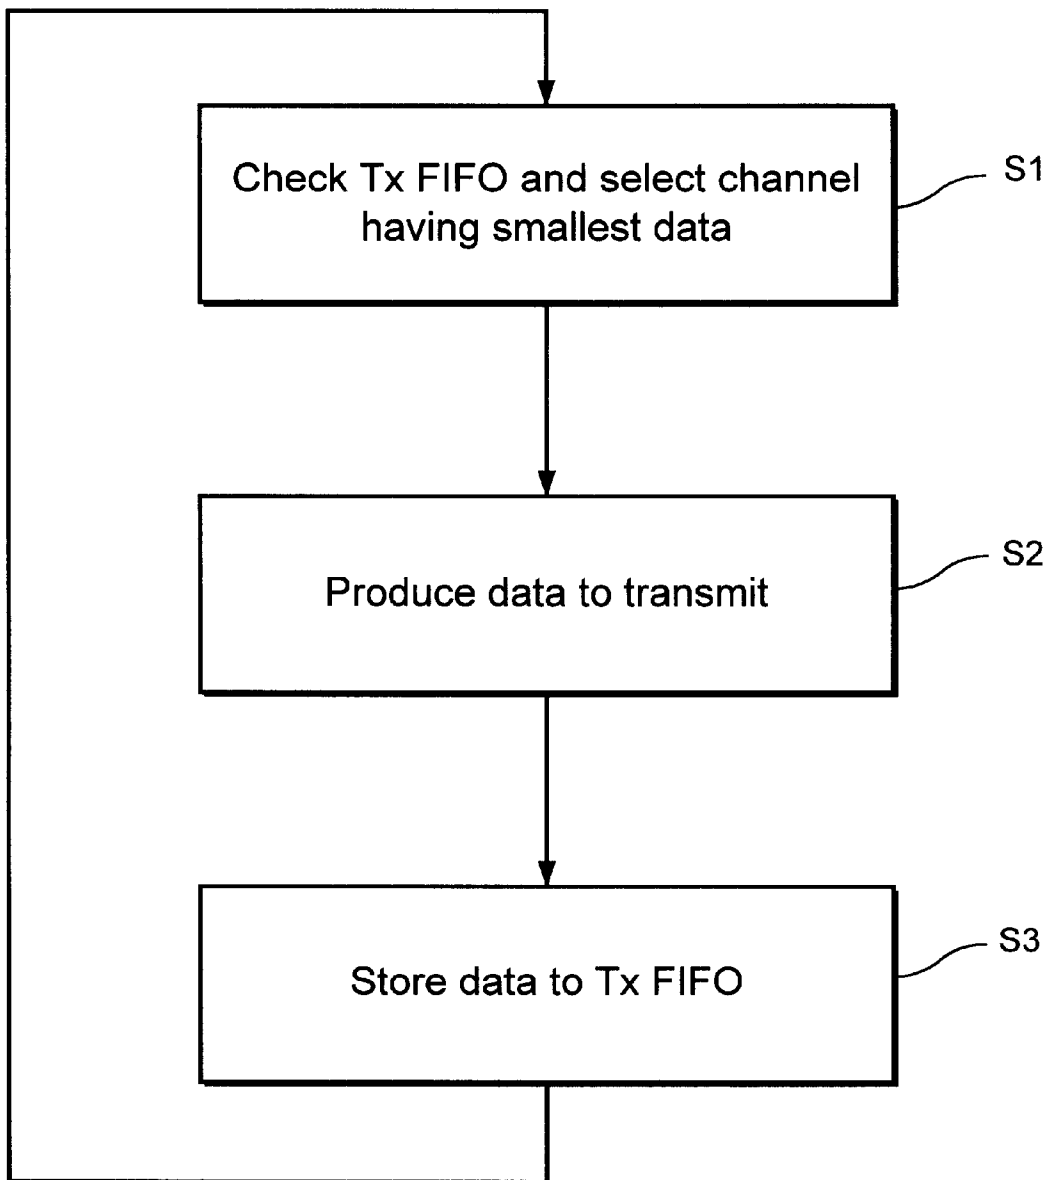 Check Tx FIFO and select channel
having smallest data
S1
Produce data to transmit
S2
Store data to Tx FIFO
S3